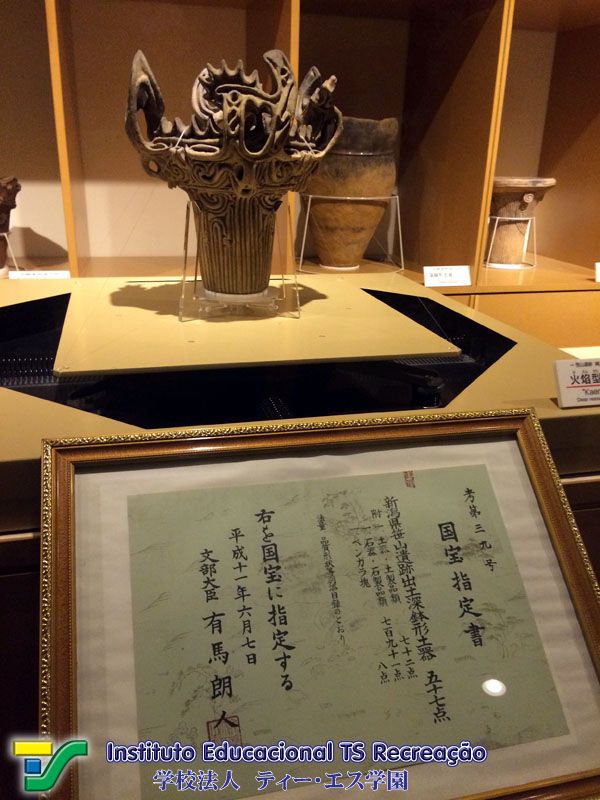 考第三九号
国宝指定書
新潟県笹山遺跡出土深鉢形土器 五十七点
附 一 土器・土製品類 七十二点
石器・石製品類 七百九十一点
ベンガラ塊 八点
右を国宝に指定する
平成十一年六月七日
文部大臣 有馬朗人
火焰型
"Kaen
Instituto Educacional TS Recreação
学校法人 ティー・エス学園